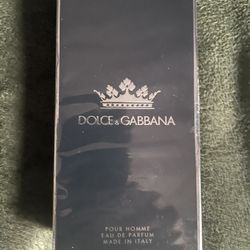 DOLCE & GABBANA
POUR HOMME
EAU DE PARFUM
MADE IN ITALY